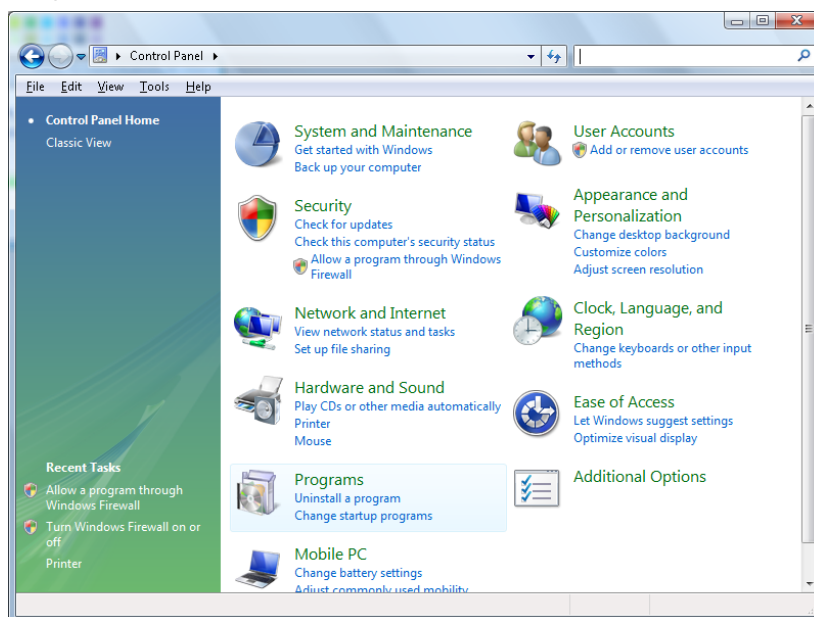 Control Panel
File Edit View Tools Help
Control Panel Home
Classic View
Recent Tasks
Allow a program through
Windows Firewall
Turn Windows Firewall on or
off
Printer
System and Maintenance
Get started with Windows
Back up your computer
Security
Check for updates
Check this computer's security status
Allow a program through Windows
Firewall
Network and Internet
View network status and tasks
Set up file sharing
Hardware and Sound
Play CDs or other media automatically
Printer
Mouse
Programs
Uninstall a program
Change startup programs
Mobile PC
Change battery settings
Adjust commonly used mobility
User Accounts
Add or remove user accounts
Appearance and
Personalization
Change desktop background
Customize colors
Adjust screen resolution
Clock, Language, and
Region
Change keyboards or other input
methods
Ease of Access
Let Windows suggest settings
Optimize visual display
Additional Options